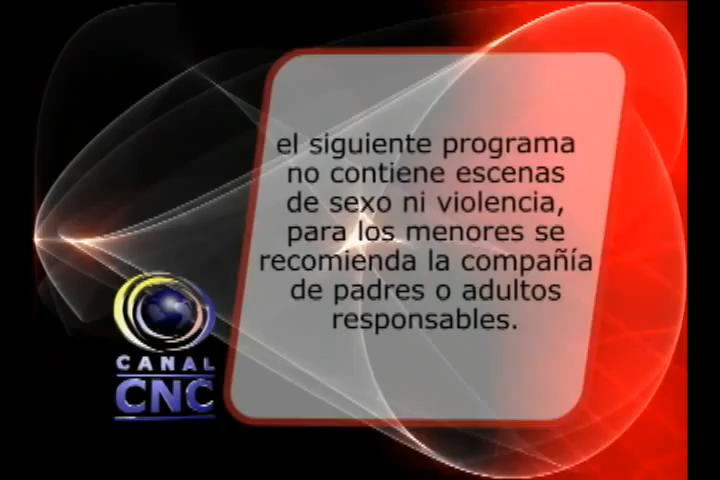 el siguiente programa
no contiene escenas
de sexo ni violencia,
para los menores se
recomienda la compañía
de padres o adultos
responsables.
CANAL
CNC